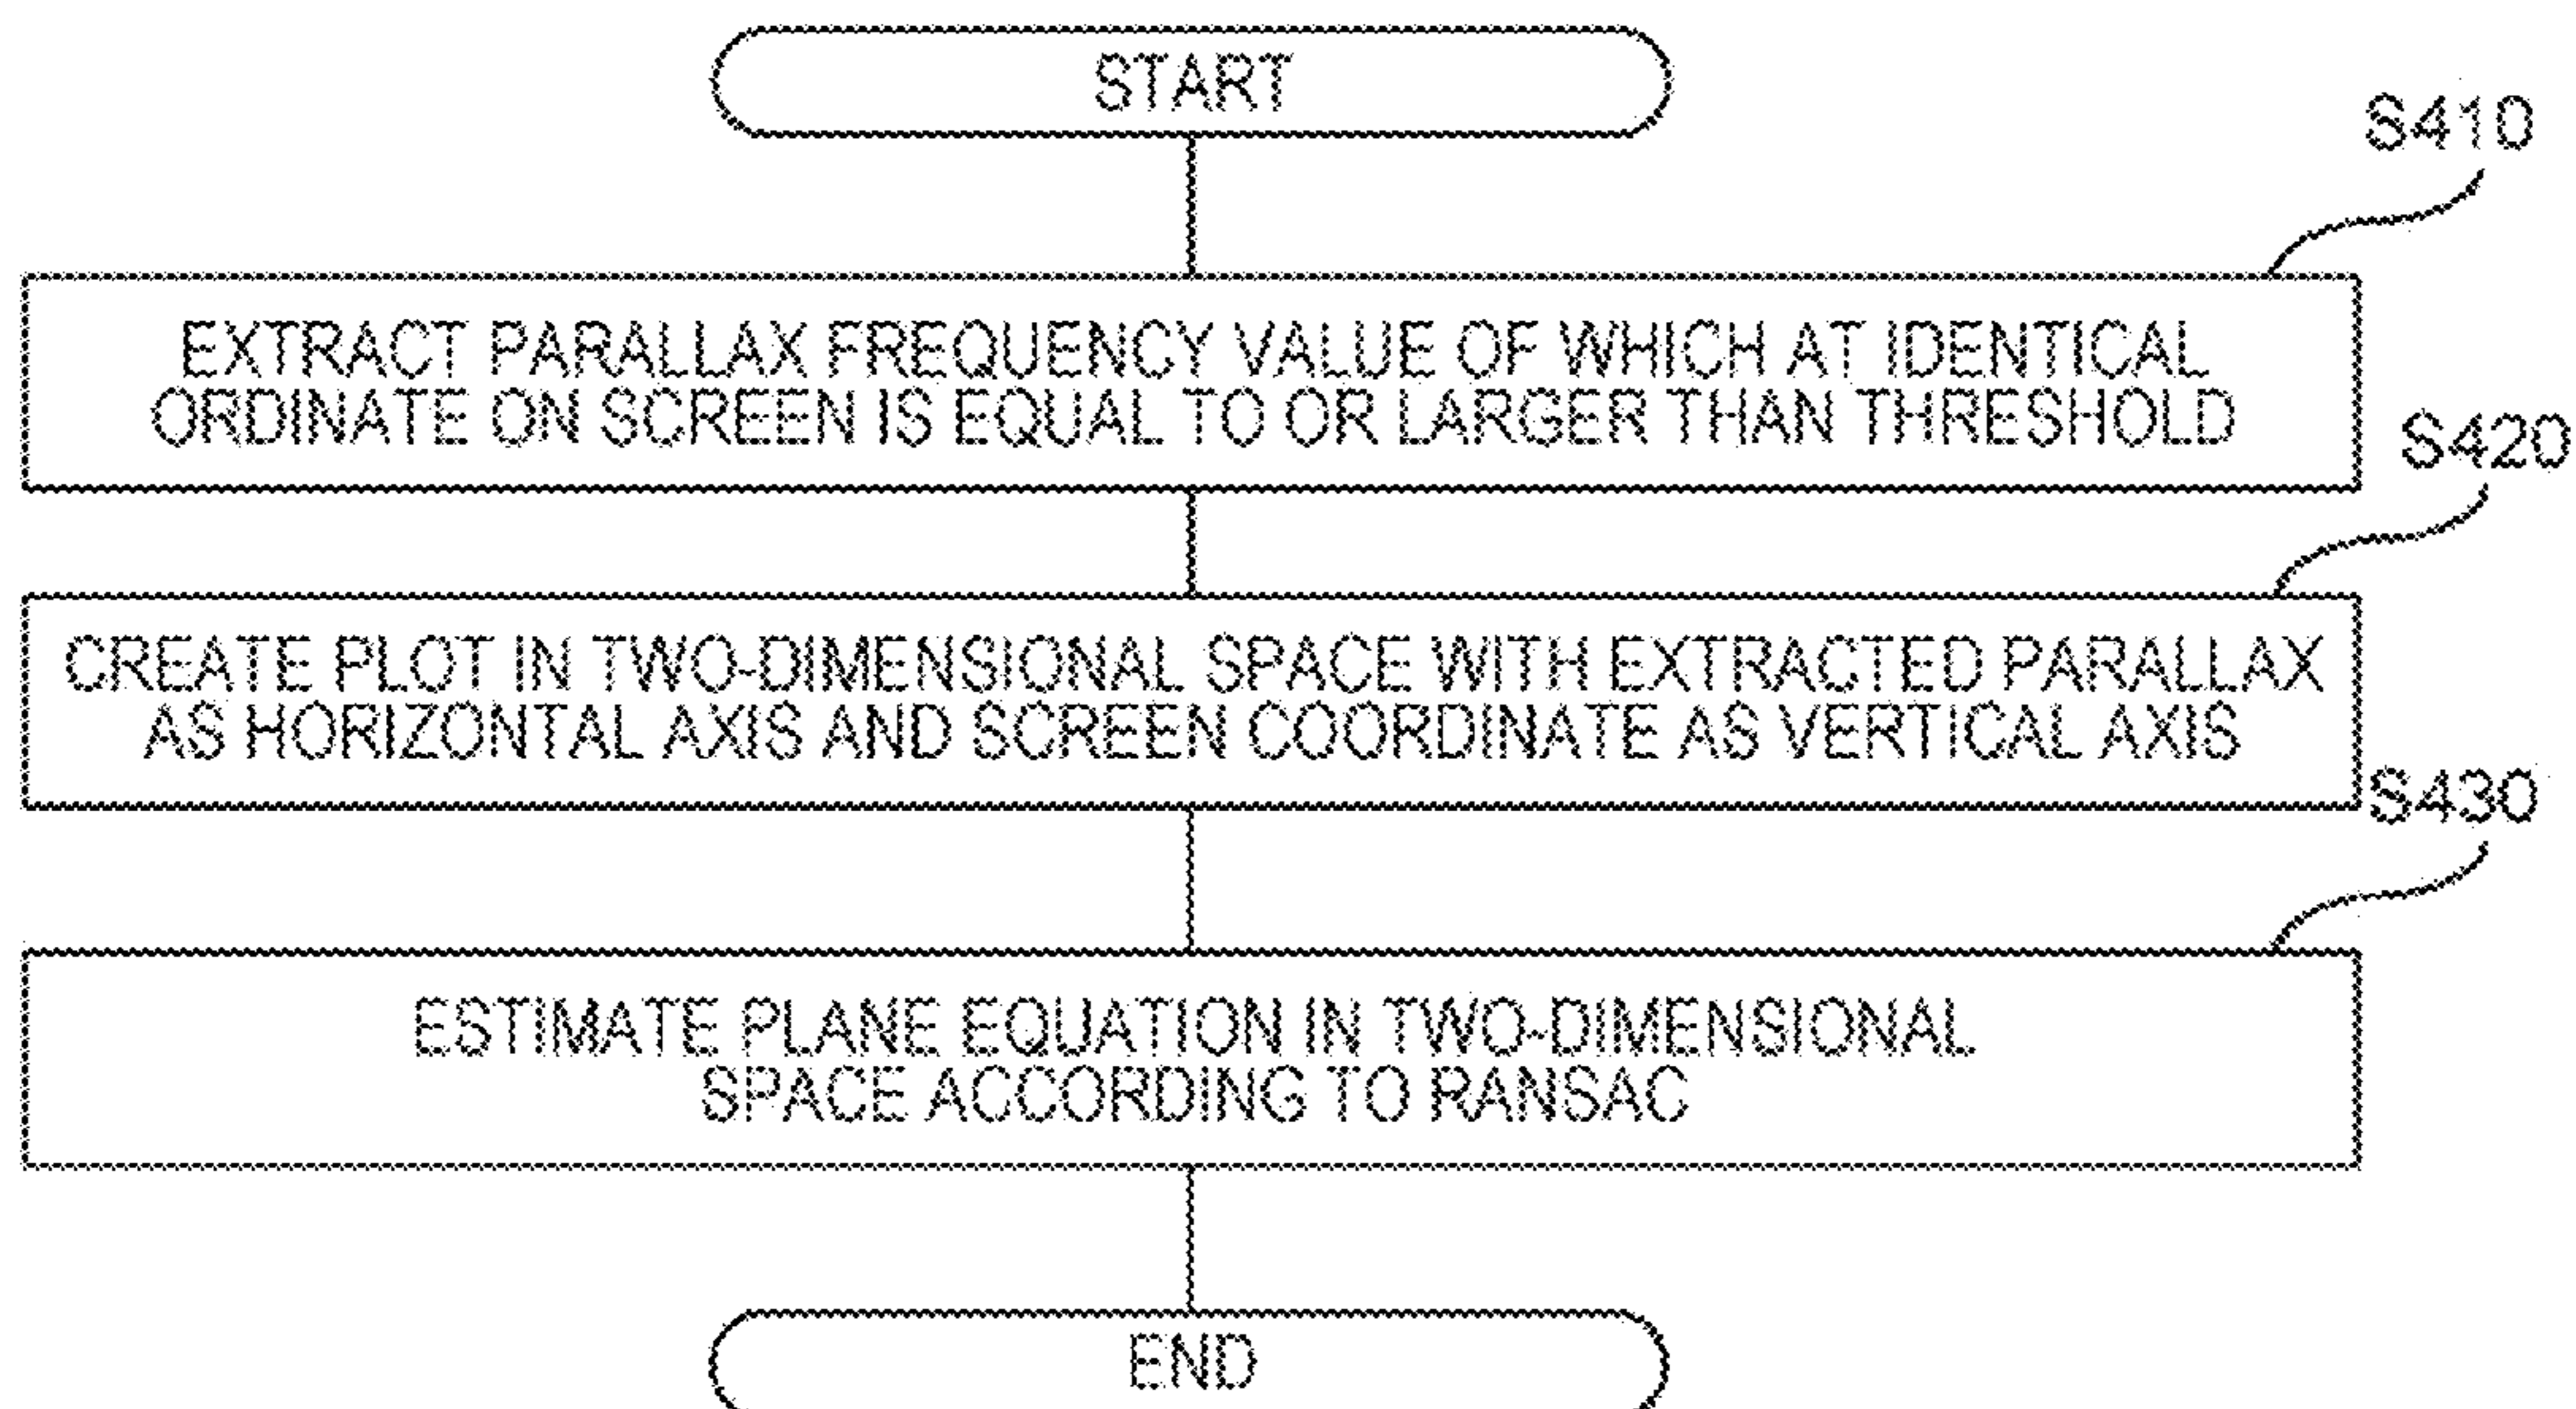 START
S410
EXTRACT PARALLAX FREQUENCY VALUE OF WHICH AT IDENTICAL
ORDINATE ON SCREEN IS EQUAL TO OR LARGER THAN THRESHOLD
S420
CREATE PLOT IN TWO-DIMENSIONAL SPACE WITH EXTRACTED PARALLAX
AS HORIZONTAL AXIS AND SCREEN COORDINATE AS VERTICAL AXIS
S430
ESTIMATE PLANE EQUATION IN TWO-DIMENSIONAL
SPACE ACCORDING TO RANSAC
END